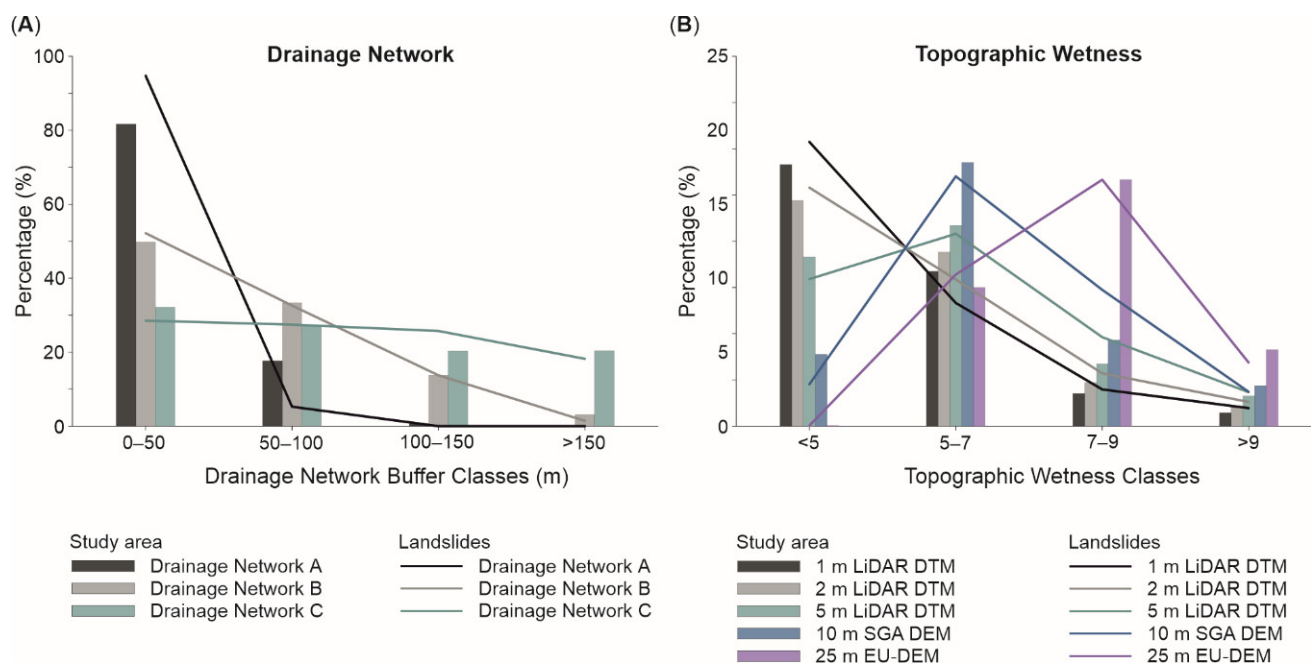 (A)
Drainage Network
Percentage (%)
100
80
60
40
20
0
0–50
50–100
100–150
>150
Drainage Network Buffer Classes (m)
Study area
Drainage Network A
Drainage Network B
Drainage Network C
Landslides
Drainage Network A
Drainage Network B
Drainage Network C
(B)
Topographic Wetness
Percentage (%)
25
20
15
10
5
0
<5
5–7
7–9
>9
Topographic Wetness Classes
Study area
1 m LiDAR DTM
2 m LiDAR DTM
5 m LiDAR DTM
10 m SGA DEM
25 m EU-DEM
Landslides
1 m LiDAR DTM
2 m LiDAR DTM
5 m LiDAR DTM
10 m SGA DEM
25 m EU-DEM